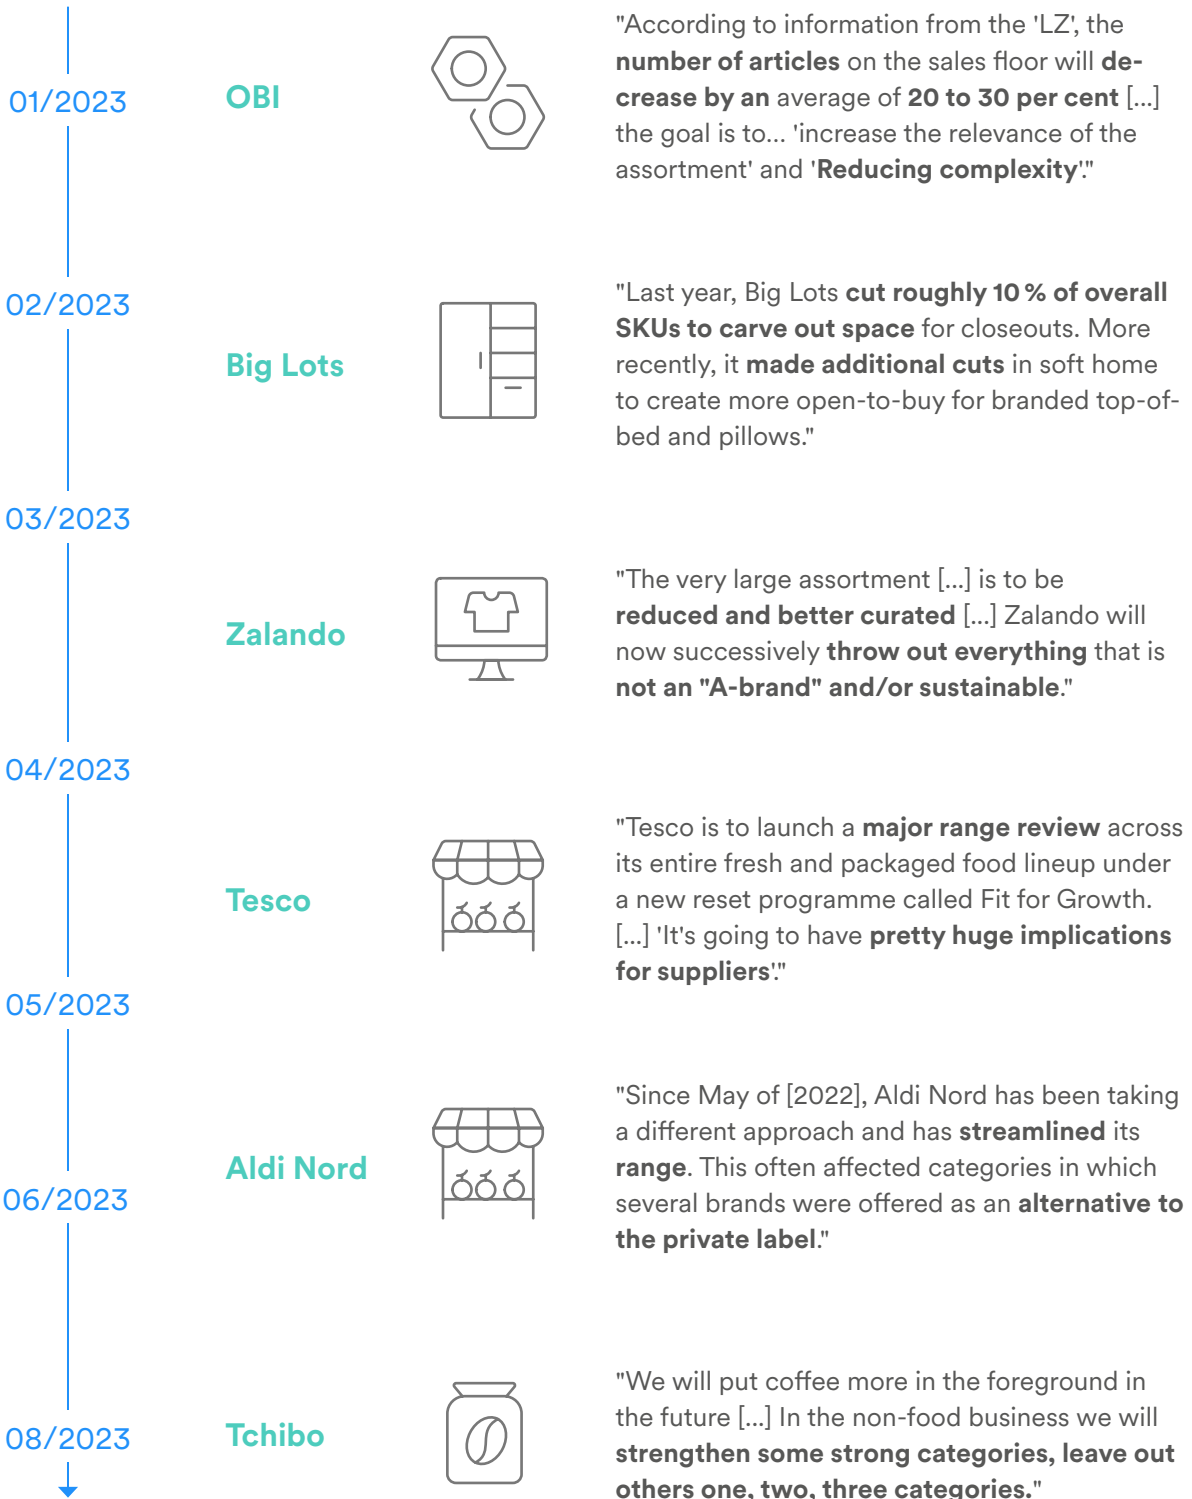 01/2023
OBI
"According to information from the 'LZ', the
number of articles on the sales floor will de-
crease by an average of 20 to 30 per cent [...]
the goal is to... 'increase the relevance of the
assortment' and 'Reducing complexity'."
02/2023
Big Lots
"Last year, Big Lots cut roughly 10 % of overall
SKUs to carve out space for closeouts. More
recently, it made additional cuts in soft home
to create more open-to-buy for branded top-of-
bed and pillows."
03/2023
Zalando
"The very large assortment [...] is to be
reduced and better curated [...] Zalando will
now successively throw out everything that is
not an "A-brand" and/or sustainable."
04/2023
Tesco
"Tesco is to launch a major range review across
its entire fresh and packaged food lineup under
a new reset programme called Fit for Growth.
[...] 'It's going to have pretty huge implications
for suppliers'."
05/2023
Aldi Nord
"Since May of [2022], Aldi Nord has been taking
a different approach and has streamlined its
range. This often affected categories in which
several brands were offered as an alternative to
the private label."
06/2023
08/2023
Tchibo
"We will put coffee more in the foreground in
the future [...] In the non-food business we will
strengthen some strong categories, leave out
others one, two, three categories."